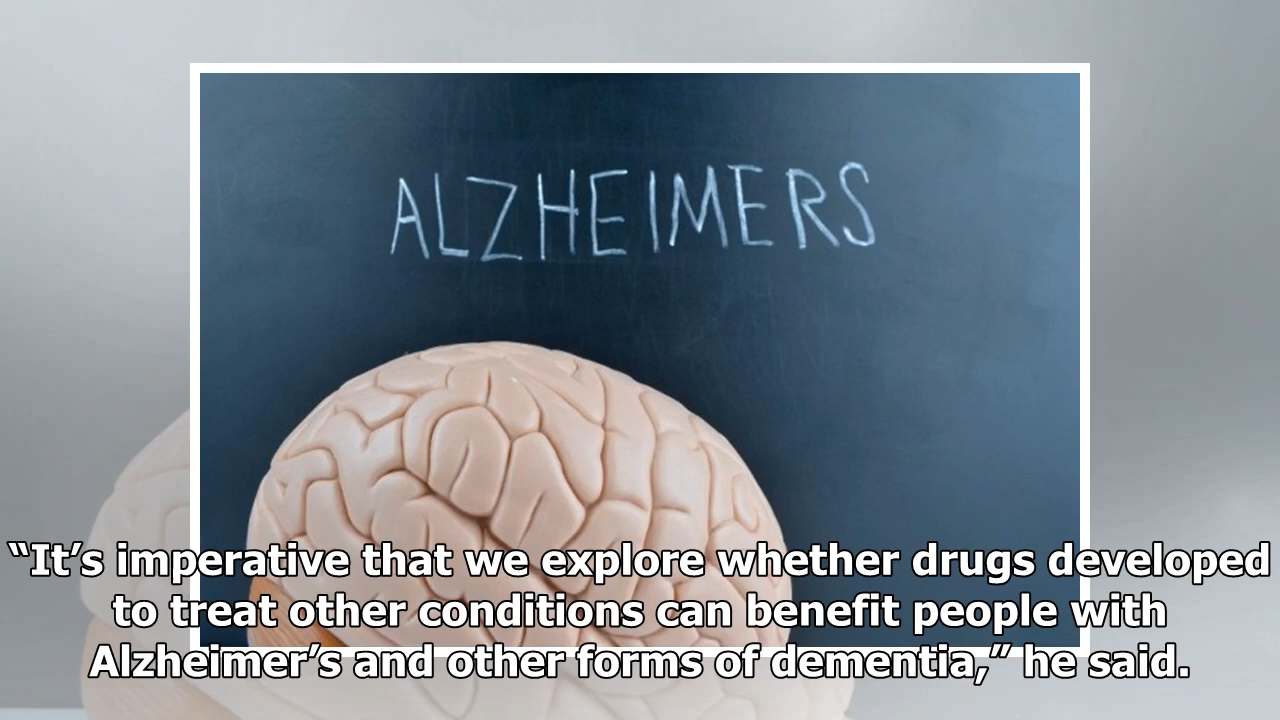 ALZHEIMERS
“It’s imperative that we explore whether drugs developed
to treat other conditions can benefit people with
Alzheimer’s and other forms of dementia,” he said.